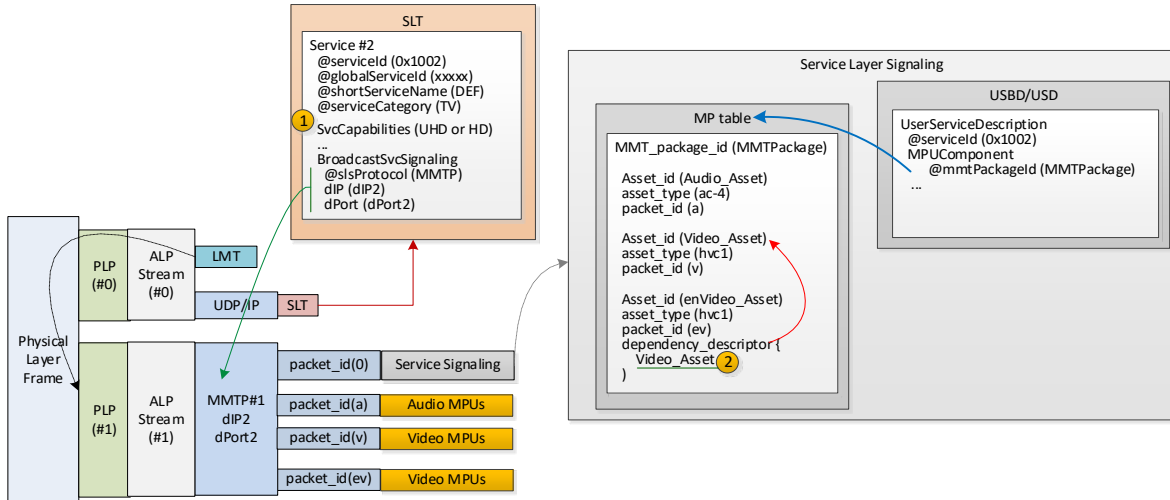 SLT
Service #2
@serviceId (0x1002)
@globalServiceId (xxxxx)
@shortServiceName (DEF)
@serviceCategory (TV)
1
SvcCapabilities (UHD or HD)
...
BroadcastSvcSignaling
@slsProtocol (MMTP)
dIP (dIP2)
dPort (dPort2)
Service Layer Signaling
MP table
MMT_package_id (MMTPackage)
Asset_id (Audio_Asset)
asset_type (ac-4)
packet_id (a)
Asset_id (Video_Asset)
asset_type (hvc1)
packet_id (v)
Asset_id (enVideo_Asset)
asset_type (hvc1)
packet_id (ev)
dependency_descriptor {
Video_Asset
2
)
USBD/USD
UserServiceDescription
@serviceId (0x1002)
MPUComponent
@mmtPackageId (MMTPackage)
...
Physical
Layer
Frame
PLP
(#0)
ALP
Stream
(#0)
LMT
UDP/IP
SLT
PLP
(#1)
ALP
Stream
(#1)
MMTP#1
dIP2
dPort2
packet_id(0)
Service Signaling
packet_id(a)
Audio MPUs
packet_id(v)
Video MPUs
packet_id(ev)
Video MPUs